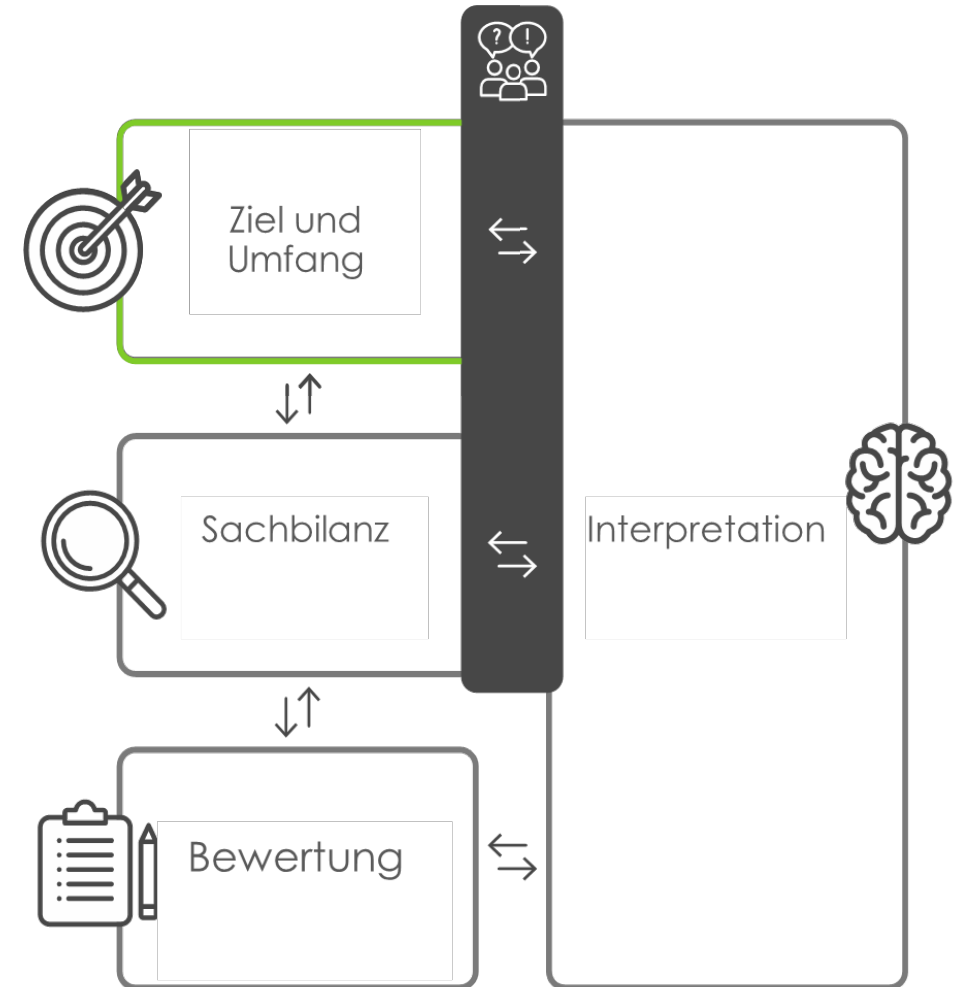 ? !
Ziel und
Umfang
Sachbilanz
Interpretation
Bewertung